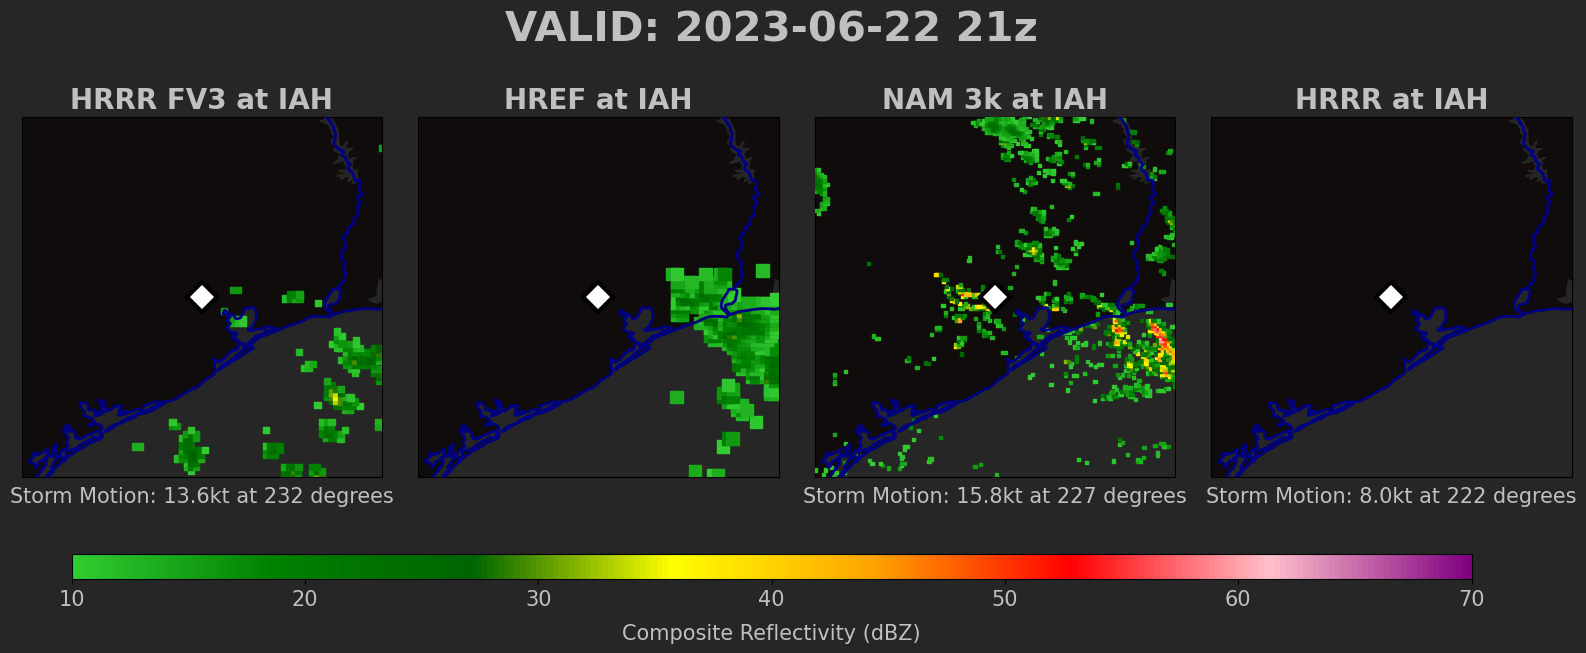 VALID: 2023-06-22 21z
HRRR FV3 at IAH
HREF at IAH
NAM 3k at IAH
HRRR at IAH
Storm Motion: 13.6kt at 232 degrees
Storm Motion: 15.8kt at 227 degrees
Storm Motion: 8.0kt at 222 degrees
10 20 30 40 50 60 70
Composite Reflectivity (dBZ)